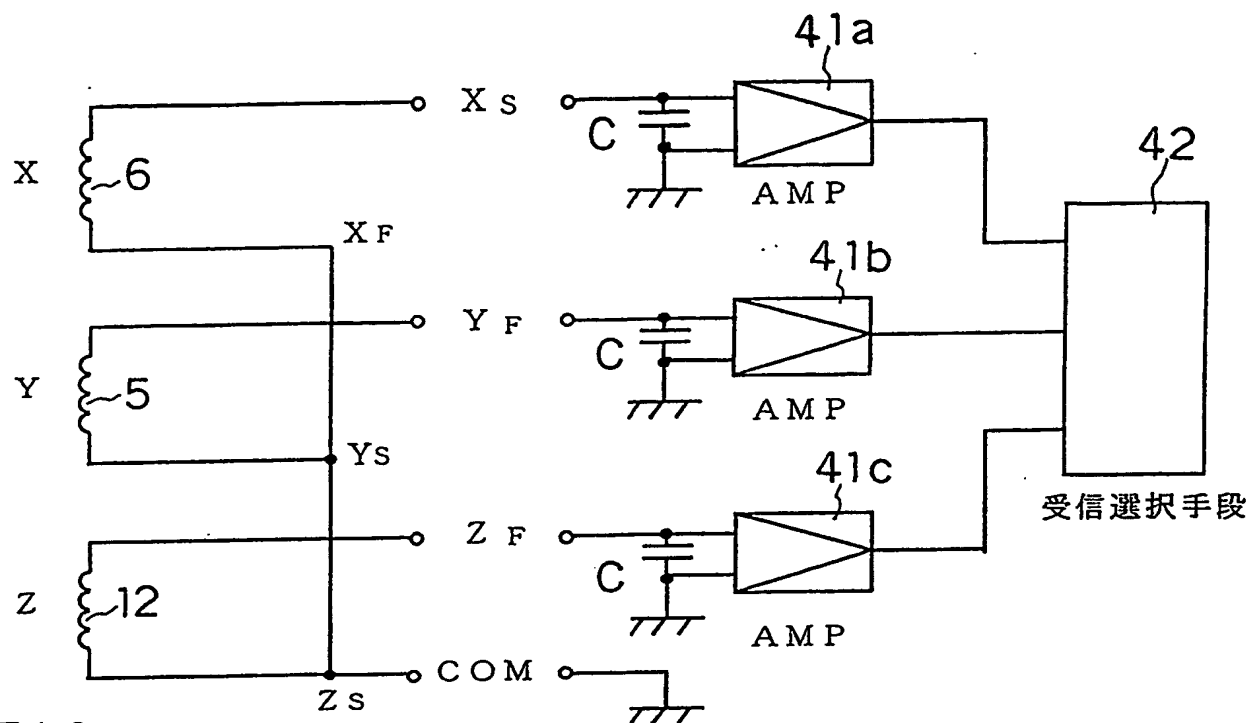 41a
X S
C
42
X
6
AMP
X F
41b
Y F
C
Y
5
AMP
Y S
41c
受信選択手段
Z F
C
Z
12
AMP
COM
Z S